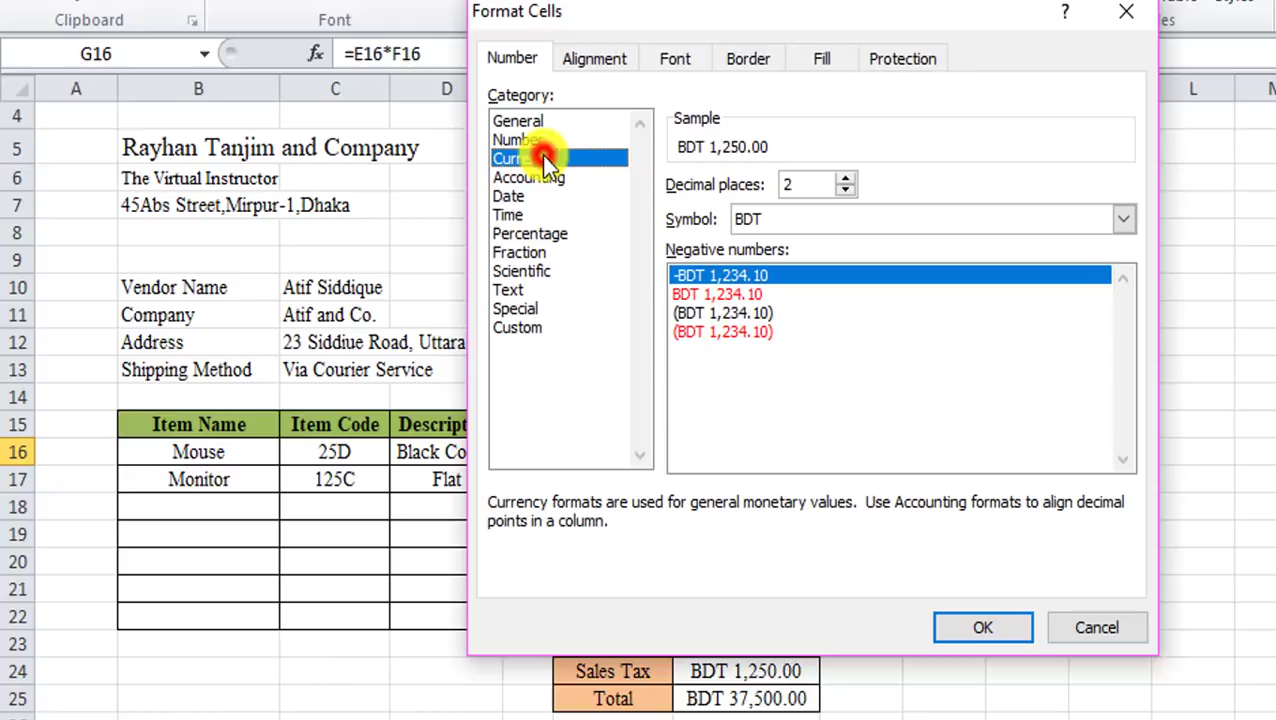 Clipboard
Font
G16
fx
=E16*F16
A
B
C
D
L
4
5
Rayhan Tanjim and Company
6
The Virtual Instructor
7
45Abs Street,Mirpur-1,Dhaka
8
9
10
Vendor Name
Atif Siddique
11
Company
Atif and Co.
12
Address
23 Siddiue Road, Uttara
13
Shipping Method
Via Courier Service
14
15
Item Name
Item Code
Descript
16
Mouse
25D
Black Co
17
Monitor
125C
Flat
18
19
20
21
22
23
24
Sales Tax
BDT 1,250.00
25
Total
BDT 37,500.00
Format Cells
?
Number
Alignment
Font
Border
Fill
Protection
Category:
General
Number
Accounting
Date
Time
Percentage
Fraction
Scientific
Text
Special
Custom
Sample
BDT 1,250.00
Decimal places:
2
Symbol:
BDT
Negative numbers:
-BDT 1,234.10
BDT 1,234.10
(BDT 1,234.10)
(BDT 1,234.10)
Currency formats are used for general monetary values.  Use Accounting formats to align decimal
points in a column.
OK
Cancel